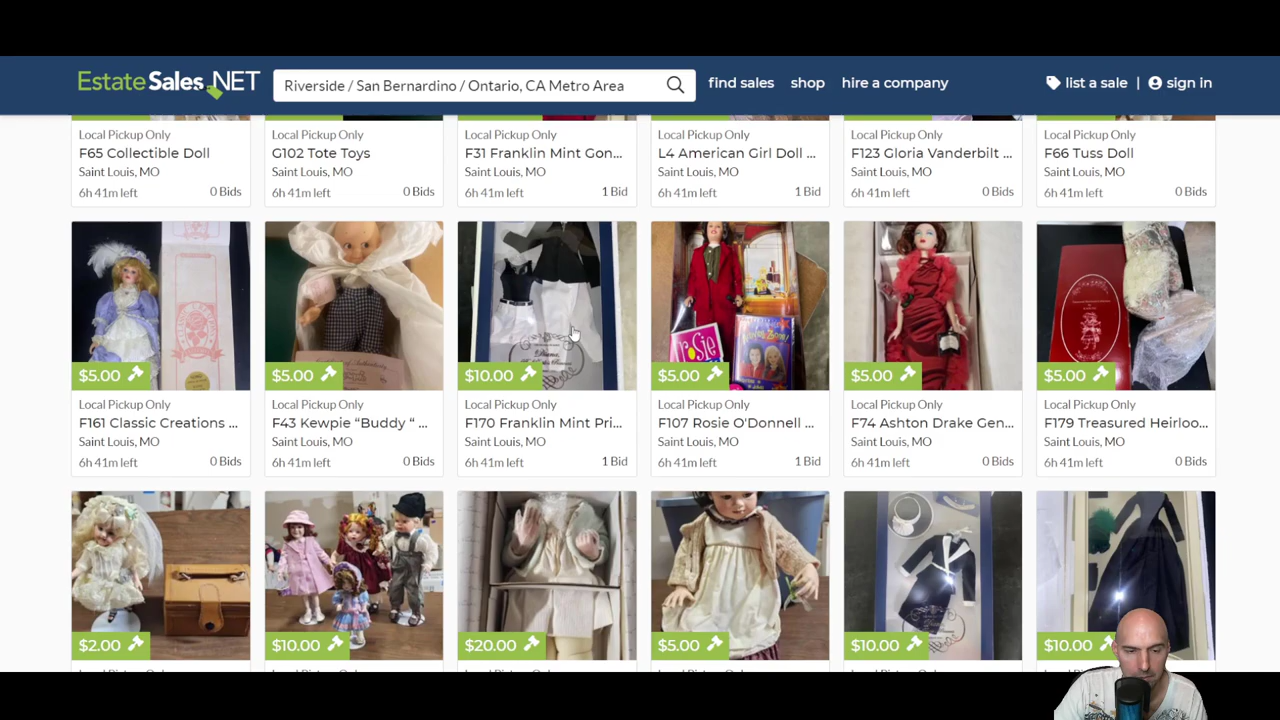 EstateSales.NET
Riverside / San Bernardino / Ontario, CA Metro Area
find sales
shop
hire a company
list a sale
|
sign in
Local Pickup Only
F65 Collectible Doll
Saint Louis, MO
6h 41m left
0 Bids
Local Pickup Only
G102 Tote Toys
Saint Louis, MO
6h 41m left
0 Bids
Local Pickup Only
F31 Franklin Mint Gon...
Saint Louis, MO
6h 41m left
1 Bid
Local Pickup Only
L4 American Girl Doll ...
Saint Louis, MO
6h 41m left
1 Bid
Local Pickup Only
F123 Gloria Vanderbilt ...
Saint Louis, MO
6h 41m left
0 Bids
Local Pickup Only
F66 Tuss Doll
Saint Louis, MO
6h 41m left
0 Bids
$5.00
Local Pickup Only
F161 Classic Creations ...
Saint Louis, MO
6h 41m left
0 Bids
$5.00
Local Pickup Only
F43 Kewpie “Buddy “ ...
Saint Louis, MO
6h 41m left
0 Bids
$10.00
Local Pickup Only
F170 Franklin Mint Pri...
Saint Louis, MO
6h 41m left
1 Bid
rosie
$5.00
Local Pickup Only
F107 Rosie O'Donnell ...
Saint Louis, MO
6h 41m left
1 Bid
$5.00
Local Pickup Only
F74 Ashton Drake Gen...
Saint Louis, MO
6h 41m left
0 Bids
$5.00
Local Pickup Only
F179 Treasured Heirloo...
Saint Louis, MO
6h 41m left
0 Bids
$2.00
$10.00
$20.00
$5.00
$10.00
$10.00